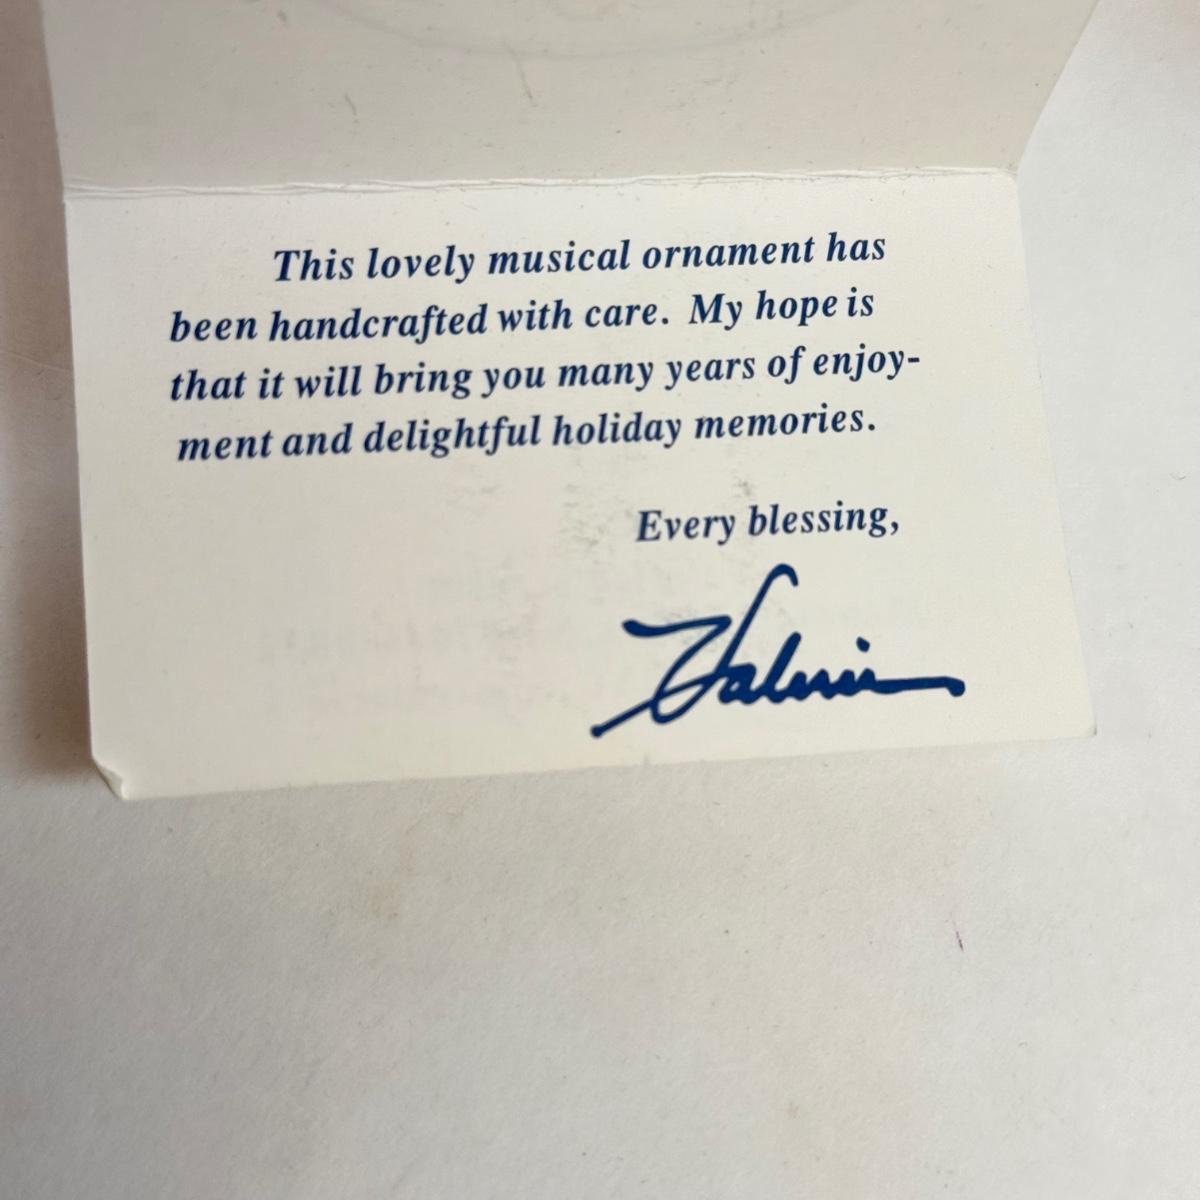 This lovely musical ornament has
been handcrafted with care. My hope is
that it will bring you many years of enjoy-
ment and delightful holiday memories.
Every blessing,
Valerie